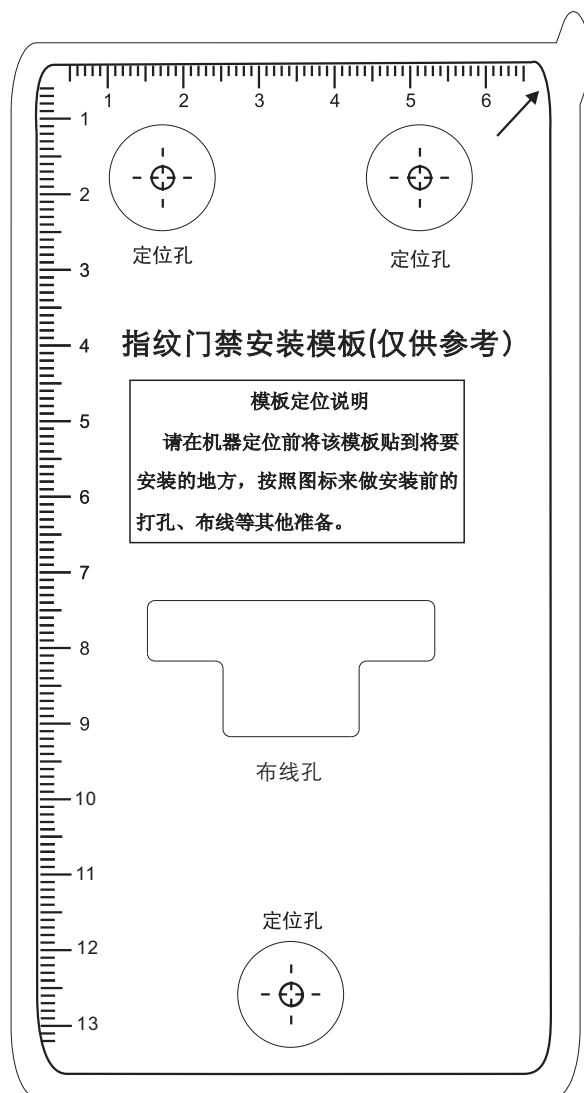 1 2 3 4 5 6
1
2
定位孔 定位孔
3
4
指纹门禁安装模板(仅供参考）
模板定位说明
5
请在机器定位前将该模板贴到将要
安装的地方，按照图标来做安装前的
6
打孔、布线等其他准备。
7
8
9
布线孔
10
11
定位孔
12
13